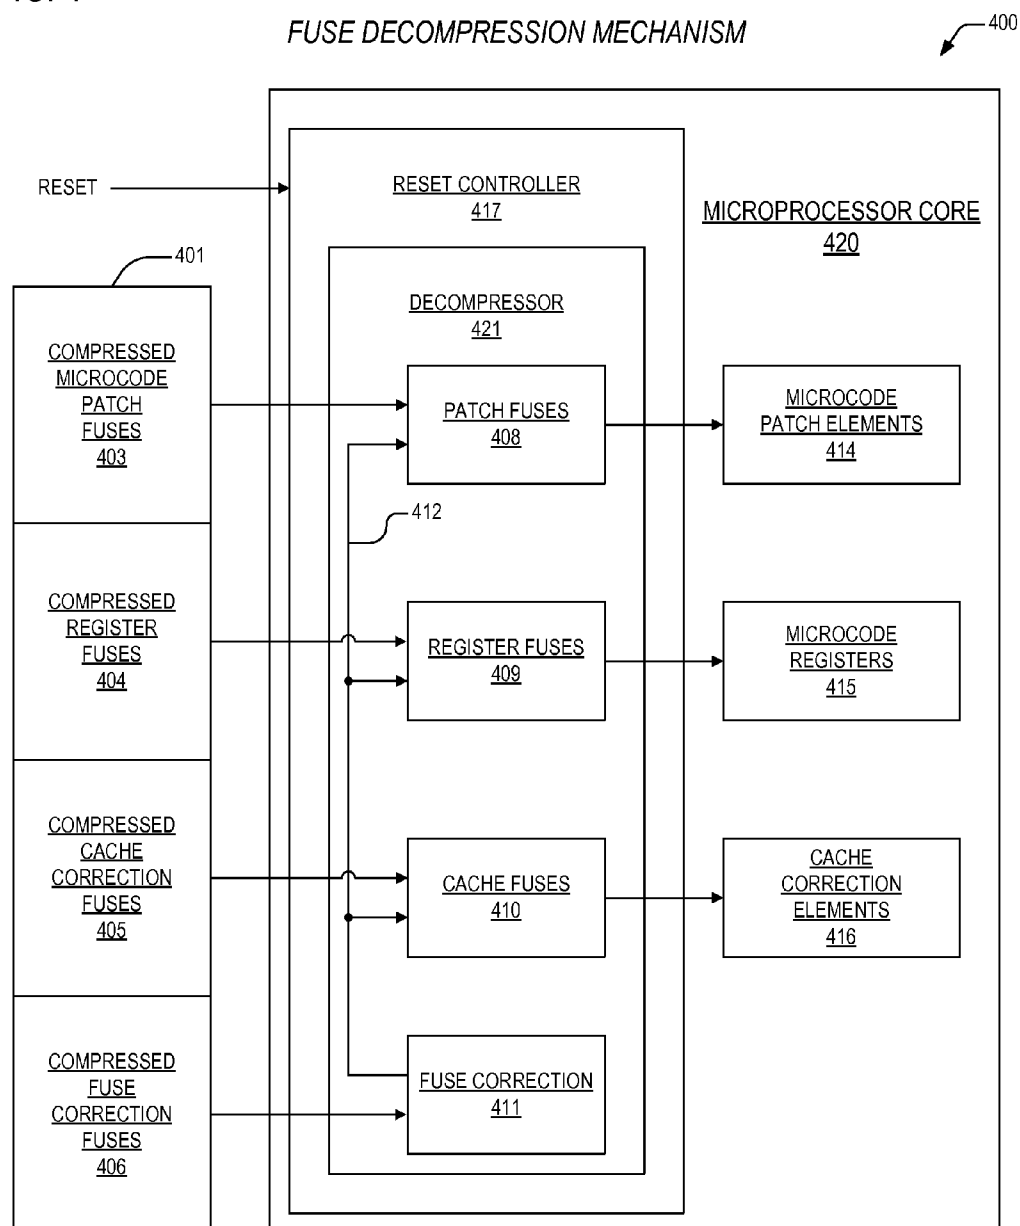 FUSE DECOMPRESSION MECHANISM
400
RESET
RESET CONTROLLER
417
MICROPROCESSOR CORE
420
401
DECOMPRESSOR
421
COMPRESSED
MICROCODE
PATCH
FUSES
403
PATCH FUSES
408
MICROCODE
PATCH ELEMENTS
414
412
COMPRESSED
REGISTER
FUSES
404
REGISTER FUSES
409
MICROCODE
REGISTERS
415
COMPRESSED
CACHE
CORRECTION
FUSES
405
CACHE FUSES
410
CACHE
CORRECTION
ELEMENTS
416
COMPRESSED
FUSE
CORRECTION
FUSES
406
FUSE CORRECTION
411